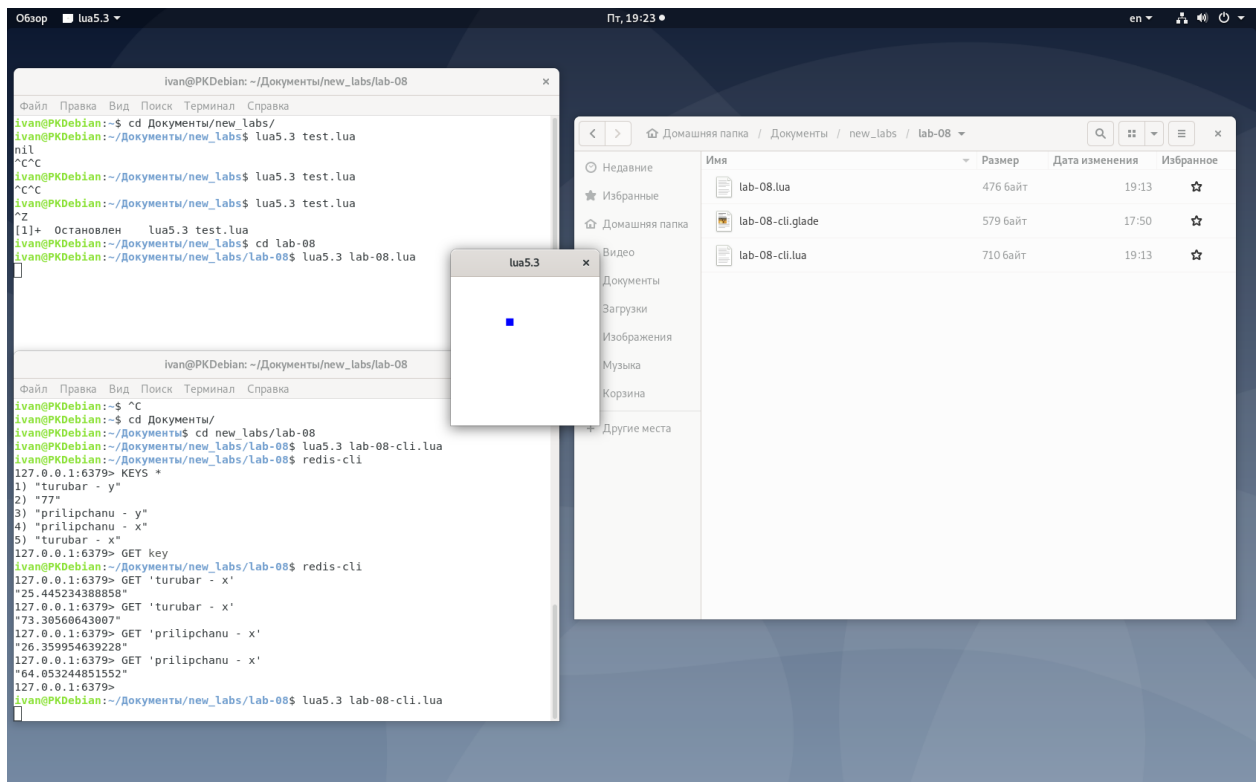 Обзор lua5.3 Пт, 19:23 en
ivan@PKDebian: ~/Документы/new_labs/lab-08
Файл Правка Вид Поиск Терминал Справка
ivan@PKDebian:~$ cd Документы/new_labs/
ivan@PKDebian:~/Документы/new_labs$ lua5.3 test.lua
nil
^C^C
ivan@PKDebian:~/Документы/new_labs$ lua5.3 test.lua
^C^C
ivan@PKDebian:~/Документы/new_labs$ lua5.3 test.lua
^Z
[1]+  Остановлен    lua5.3 test.lua
ivan@PKDebian:~/Документы/new_labs$ cd lab-08
ivan@PKDebian:~/Документы/new_labs/lab-08$ lua5.3 lab-08.lua
lua5.3
ivan@PKDebian: ~/Документы/new_labs/lab-08
Файл Правка Вид Поиск Терминал Справка
ivan@PKDebian:~$ ^C
ivan@PKDebian:~$ cd Документы/
ivan@PKDebian:~/Документы$ cd new_labs/lab-08
ivan@PKDebian:~/Документы/new_labs/lab-08$ lua5.3 lab-08-cli.lua
ivan@PKDebian:~/Документы/new_labs/lab-08$ redis-cli
127.0.0.1:6379> KEYS *
1) "turubar - y"
2) "77"
3) "prilipchanu - y"
4) "prilipchanu - x"
5) "turubar - x"
127.0.0.1:6379> GET key
ivan@PKDebian:~/Документы/new_labs/lab-08$ redis-cli
127.0.0.1:6379> GET 'turubar - x'
"25.445234388858"
127.0.0.1:6379> GET 'turubar - x'
"73.30560643007"
127.0.0.1:6379> GET 'prilipchanu - x'
"26.359954639228"
127.0.0.1:6379> GET 'prilipchanu - x'
"64.053244851552"
127.0.0.1:6379>
ivan@PKDebian:~/Документы/new_labs/lab-08$ lua5.3 lab-08-cli.lua
Домашняя папка / Документы / new_labs / lab-08
Недавние
Избранные
Домашняя папка
Видео
Документы
Загрузки
Изображения
Музыка
Корзина
+ Другие места
Имя Размер Дата изменения Избранное
lab-08.lua 476 байт 19:13
lab-08-cli.glade 579 байт 17:50
lab-08-cli.lua 710 байт 19:13